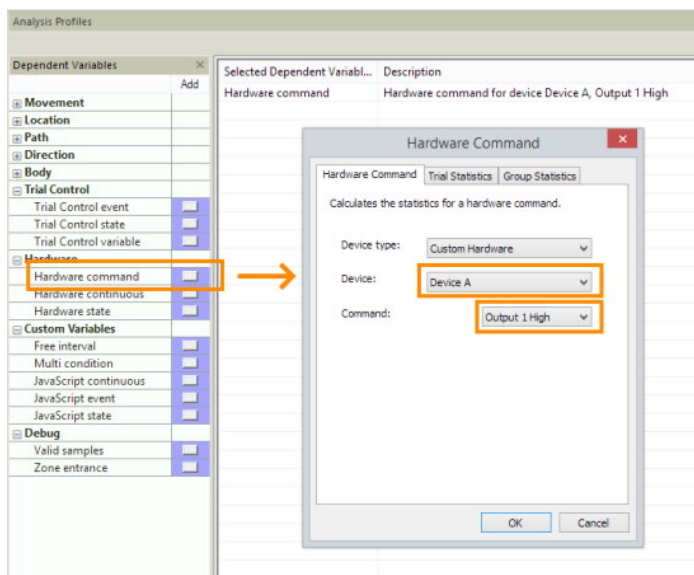 Analysis Profiles
Dependent Variables ×
Add
Movement
Location
Path
Direction
Body
Trial Control
Trial Control event
Trial Control state
Trial Control variable
Hardware
Hardware command
Hardware continuous
Hardware state
Custom Variables
Free interval
Multi condition
JavaScript continuous
JavaScript event
JavaScript state
Debug
Valid samples
Zone entrance
Selected Dependent Variabl... Description
Hardware command Hardware command for device Device A, Output 1 High
Hardware Command ×
Hardware Command Trial Statistics Group Statistics
Calculates the statistics for a hardware command.
Device type: Custom Hardware
Device: Device A
Command: Output 1 High
OK Cancel